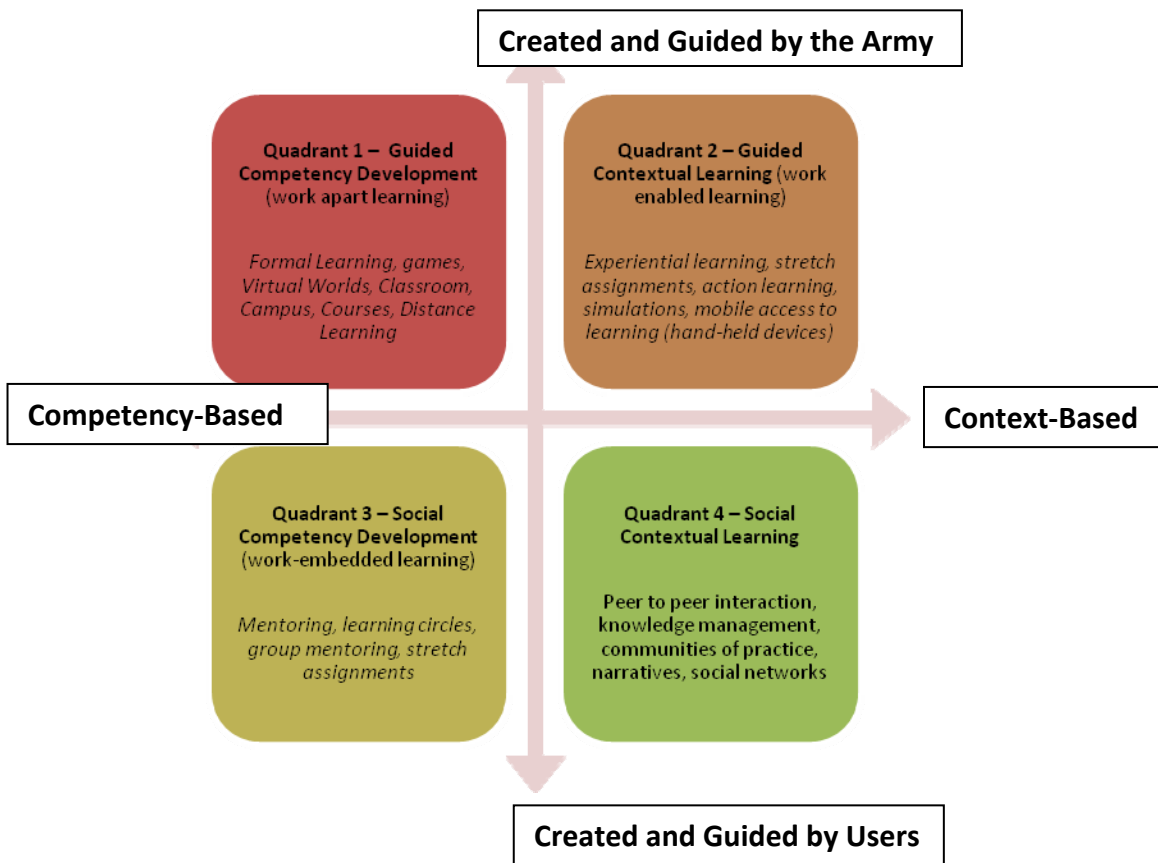 Created and Guided by the Army
Quadrant 1 – Guided
Competency Development
(work apart learning)
Formal Learning, games,
Virtual Worlds, Classroom,
Campus, Courses, Distance
Learning
Quadrant 2 – Guided
Contextual Learning (work
enabled learning)
Experiential learning, stretch
assignments, action learning,
simulations, mobile access to
learning (hand-held devices)
Competency-Based
Context-Based
Quadrant 3 – Social
Competency Development
(work-embedded learning)
Mentoring, learning circles,
group mentoring, stretch
assignments
Quadrant 4 – Social
Contextual Learning
Peer to peer interaction,
knowledge management,
communities of practice,
narratives, social networks
Created and Guided by Users